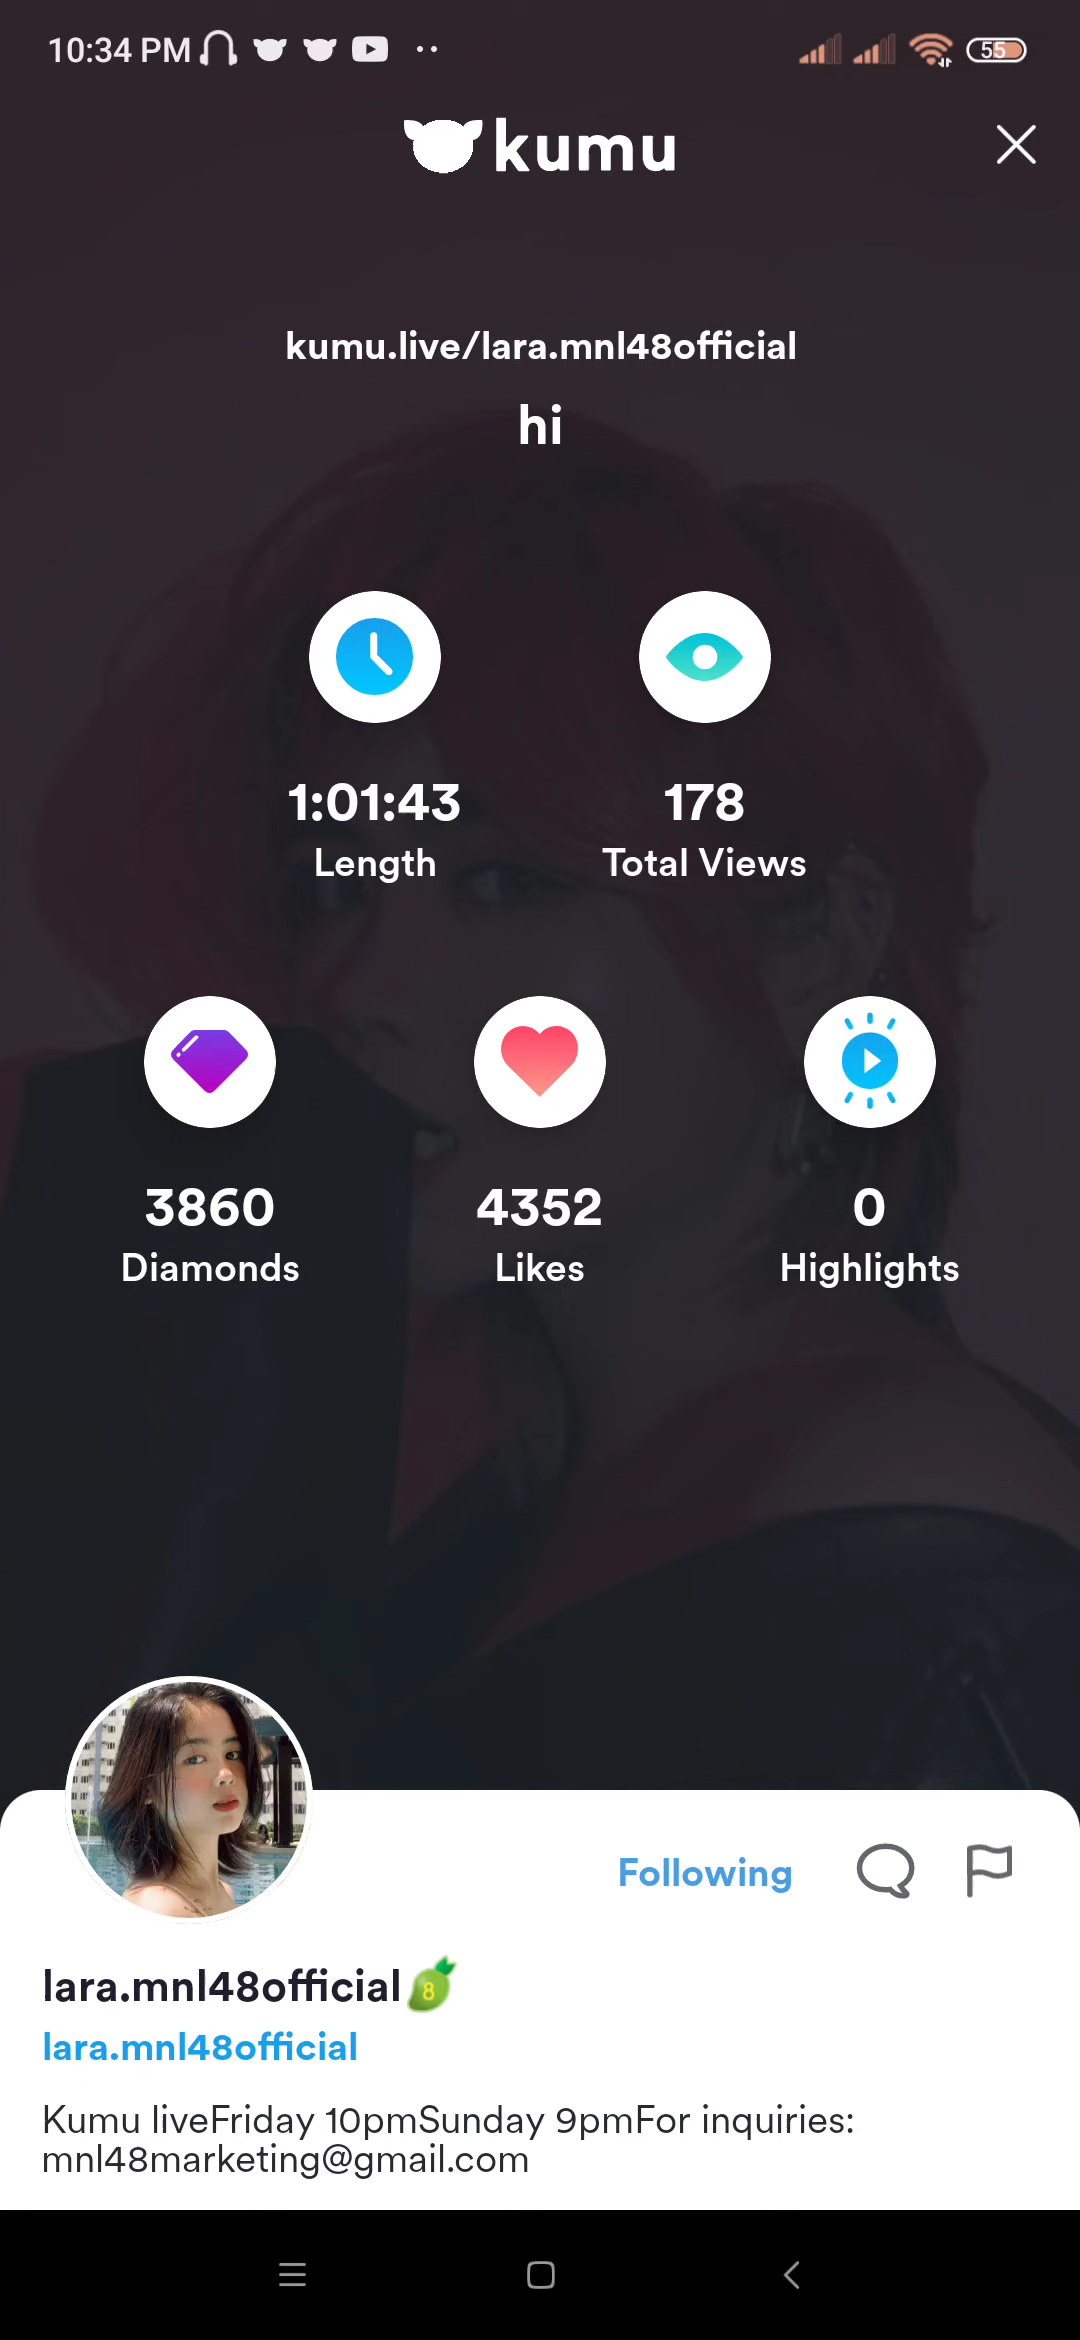 10:34 PM 55
kumu
kumu.live/lara.mnl48official
hi
1:01:43 178
Length Total Views
3860 4352 0
Diamonds Likes Highlights
Following
lara.mnl48official 8
lara.mnl48official
Kumu liveFriday 10pmSunday 9pmFor inquiries:
mnl48marketing@gmail.com